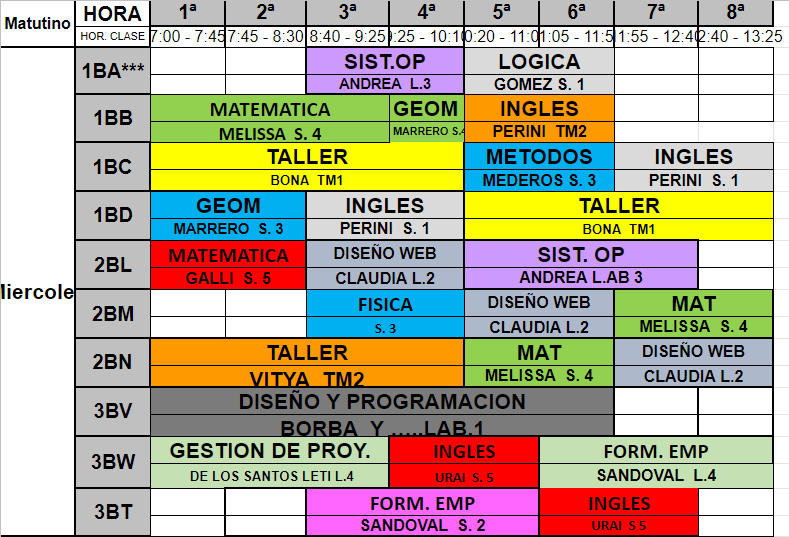 Matutino HORA 1ª 2ª 3ª 4ª 5ª 6ª 7ª 8ª
HOR. CLASE 7:00 - 7:45 7:45 - 8:30 8:40 - 9:25 9:25 - 10:10 0:20 - 11:0 1:05 - 11:5 1:55 - 12:40 2:40 - 13:25
1BA*** SIST.OP LOGICA
ANDREA L.3 GOMEZ S. 1
1BB MATEMATICA GEOM INGLES
MELISSA S. 4 MARRERO S.4 PERINI TM2
1BC TALLER METODOS INGLES
BONA TM1 MEDEROS S. 3 PERINI S. 1
1BD GEOM INGLES TALLER
MARRERO S. 3 PERINI S. 1 BONA TM1
2BL MATEMATICA DISEÑO WEB SIST. OP
GALLI S. 5 CLAUDIA L.2 ANDREA L.AB 3
Miercole
2BM FISICA DISEÑO WEB MAT
S. 3 CLAUDIA L.2 MELISSA S. 4
2BN TALLER MAT DISEÑO WEB
VITYA TM2 MELISSA S. 4 CLAUDIA L.2
3BV DISEÑO Y PROGRAMACION
BORBA Y .....LAB.1
3BW GESTION DE PROY. INGLES FORM. EMP
DE LOS SANTOS LETI L.4 URAI S. 5 SANDOVAL L.4
3BT FORM. EMP INGLES
SANDOVAL S. 2 URAI S 5